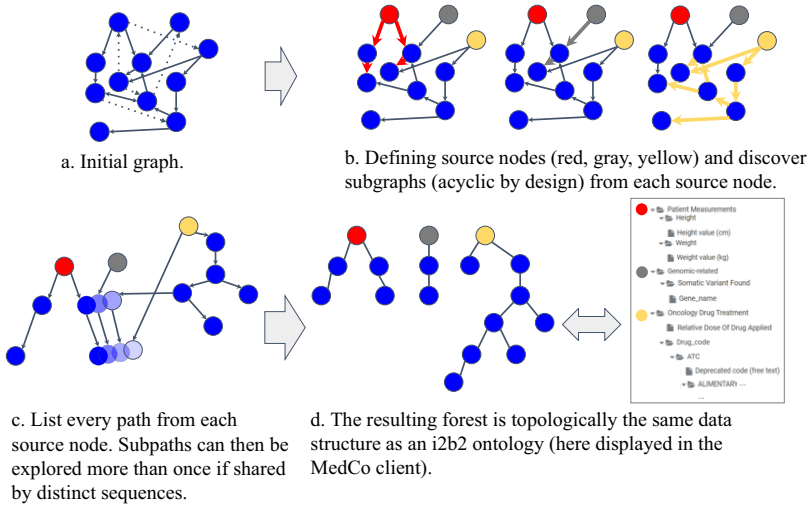 a. Initial graph.
b. Defining source nodes (red, gray, yellow) and discover
subgraphs (acyclic by design) from each source node.
Patient Measurements
Height
Height value (cm)
Weight
Weight value (kg)
Genomic-related
Somatic Variant Found
Gene_name
Oncology Drug Treatment
Relative Dose Of Drug Applied
Drug_code
ATC
Deprecated code (free text)
ALIMENTARY ...
...
c. List every path from each
source node. Subpaths can then be
explored more than once if shared
by distinct sequences.
d. The resulting forest is topologically the same data
structure as an i2b2 ontology (here displayed in the
MedCo client).